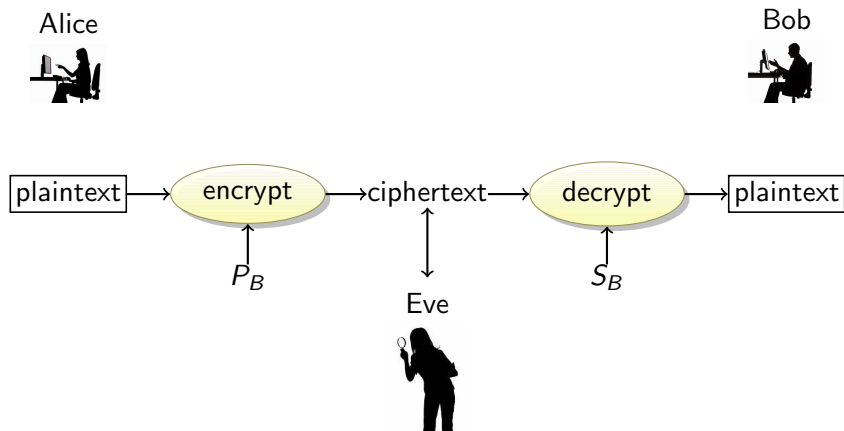 Alice
Bob
plaintext encrypt ciphertext decrypt plaintext
P_B S_B
Eve